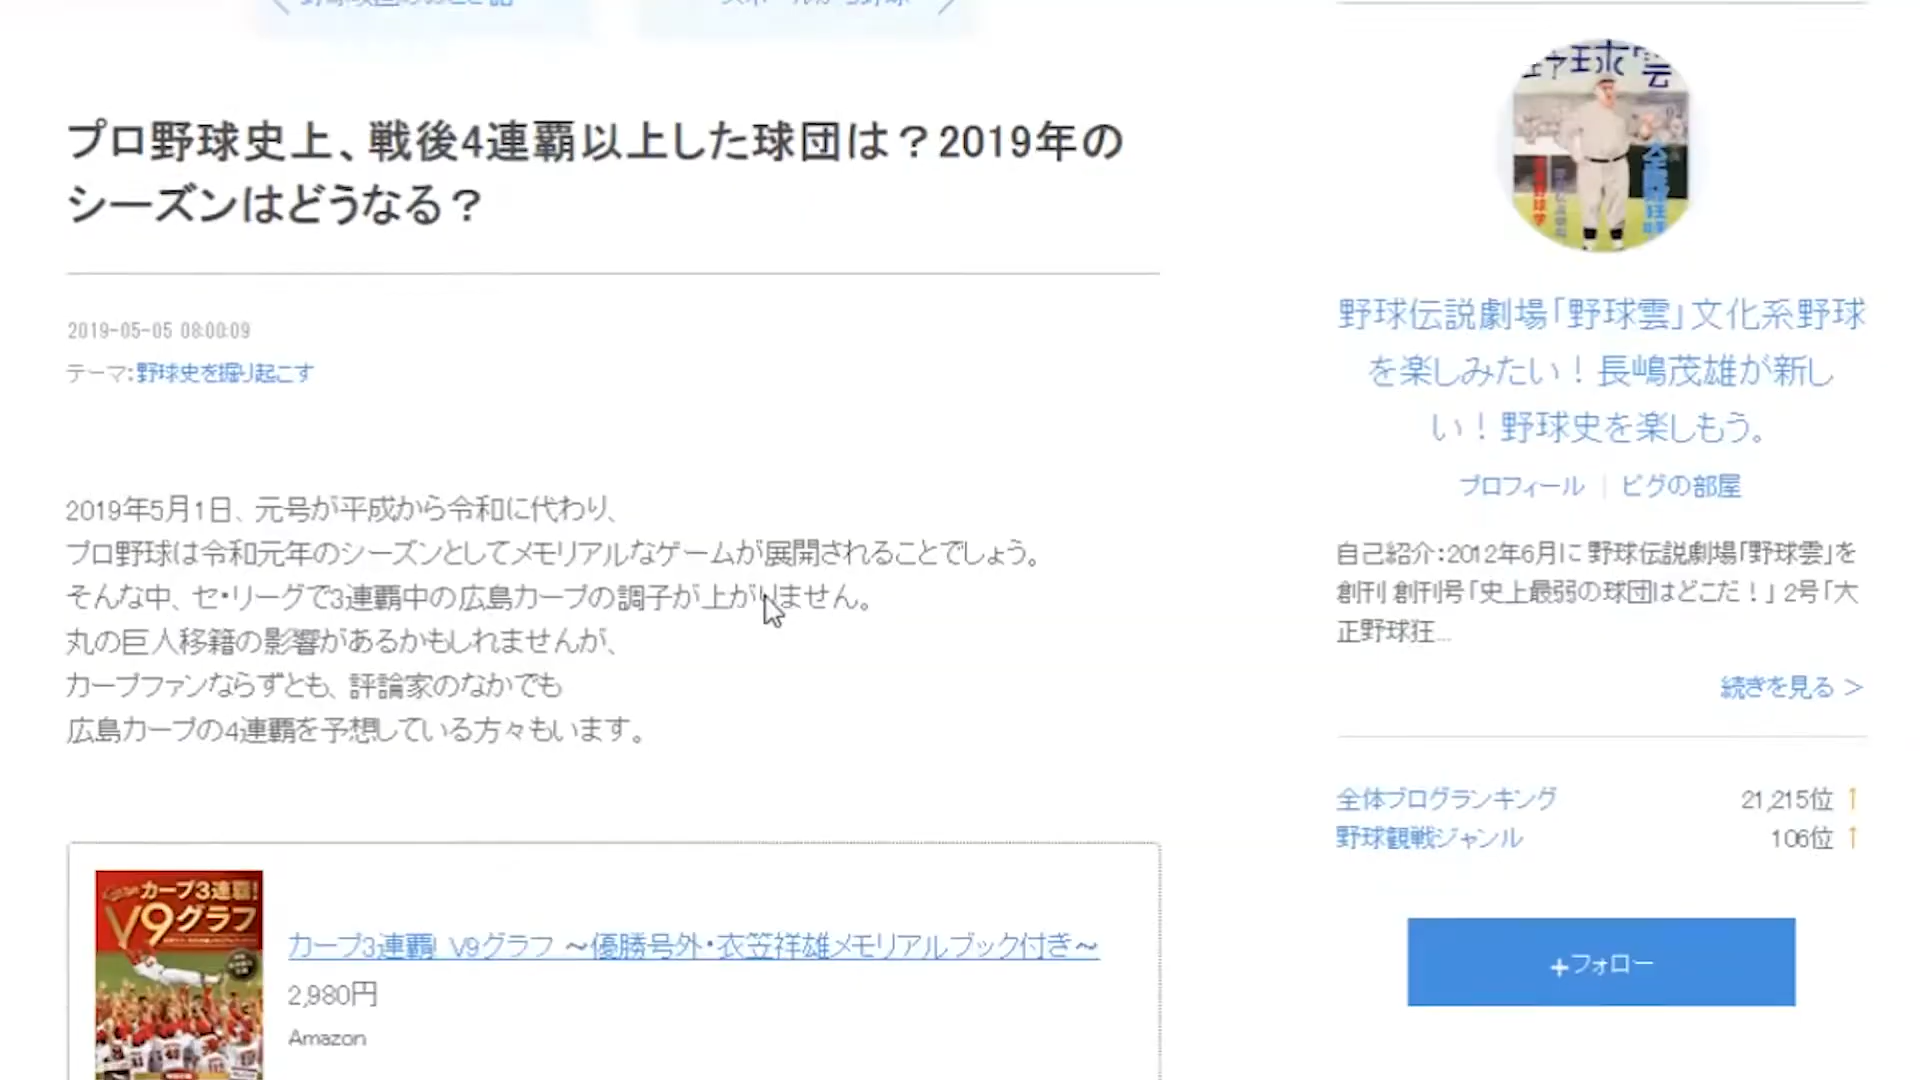 プロ野球史上、戦後4連覇以上した球団は？2019年の
シーズンはどうなる？
2019-05-05 08:00:09
テーマ：野球史を掘り起こす
2019年5月1日、元号が平成から令和に代わり、
プロ野球は令和元年のシーズンとしてメモリアルなゲームが展開されることでしょう。
そんな中、セ・リーグで3連覇中の広島カープの調子が上がりません。
丸の巨人移籍の影響があるかもしれませんが、
カープファンならずとも、評論家のなかでも
広島カープの4連覇を予想している方々もいます。
カープ3連覇!
V9グラフ
カープ3連覇! V9グラフ ～優勝号外・衣笠祥雄メモリアルブック付き～
2,980円
Amazon
野球雲
野球伝説劇場「野球雲」文化系野球
を楽しみたい！長嶋茂雄が新し
い！野球史を楽しもう。
プロフィール｜ピグの部屋
自己紹介：2012年6月に 野球伝説劇場「野球雲」を
創刊 創刊号「史上最弱の球団はどこだ！」 2号「大
正野球狂...
続きを見る ＞
全体ブログランキング 21,215位 ↑
野球観戦ジャンル 106位 ↑
+フォロー